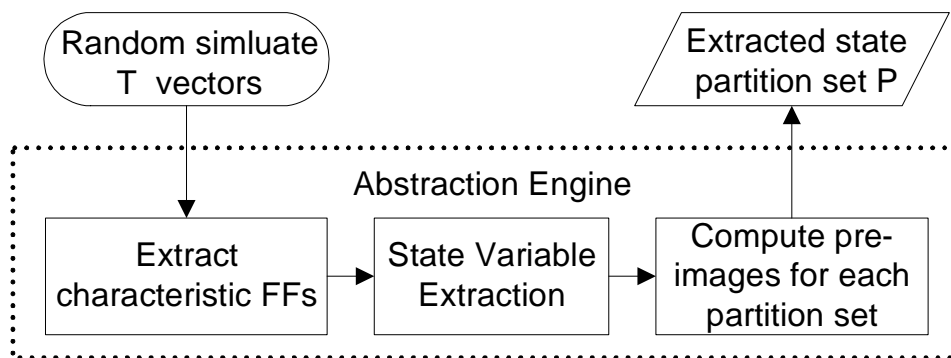 Random simluate
T vectors
Extracted state
partition set P
Abstraction Engine
Extract
characteristic FFs
State Variable
Extraction
Compute pre-
images for each
partition set